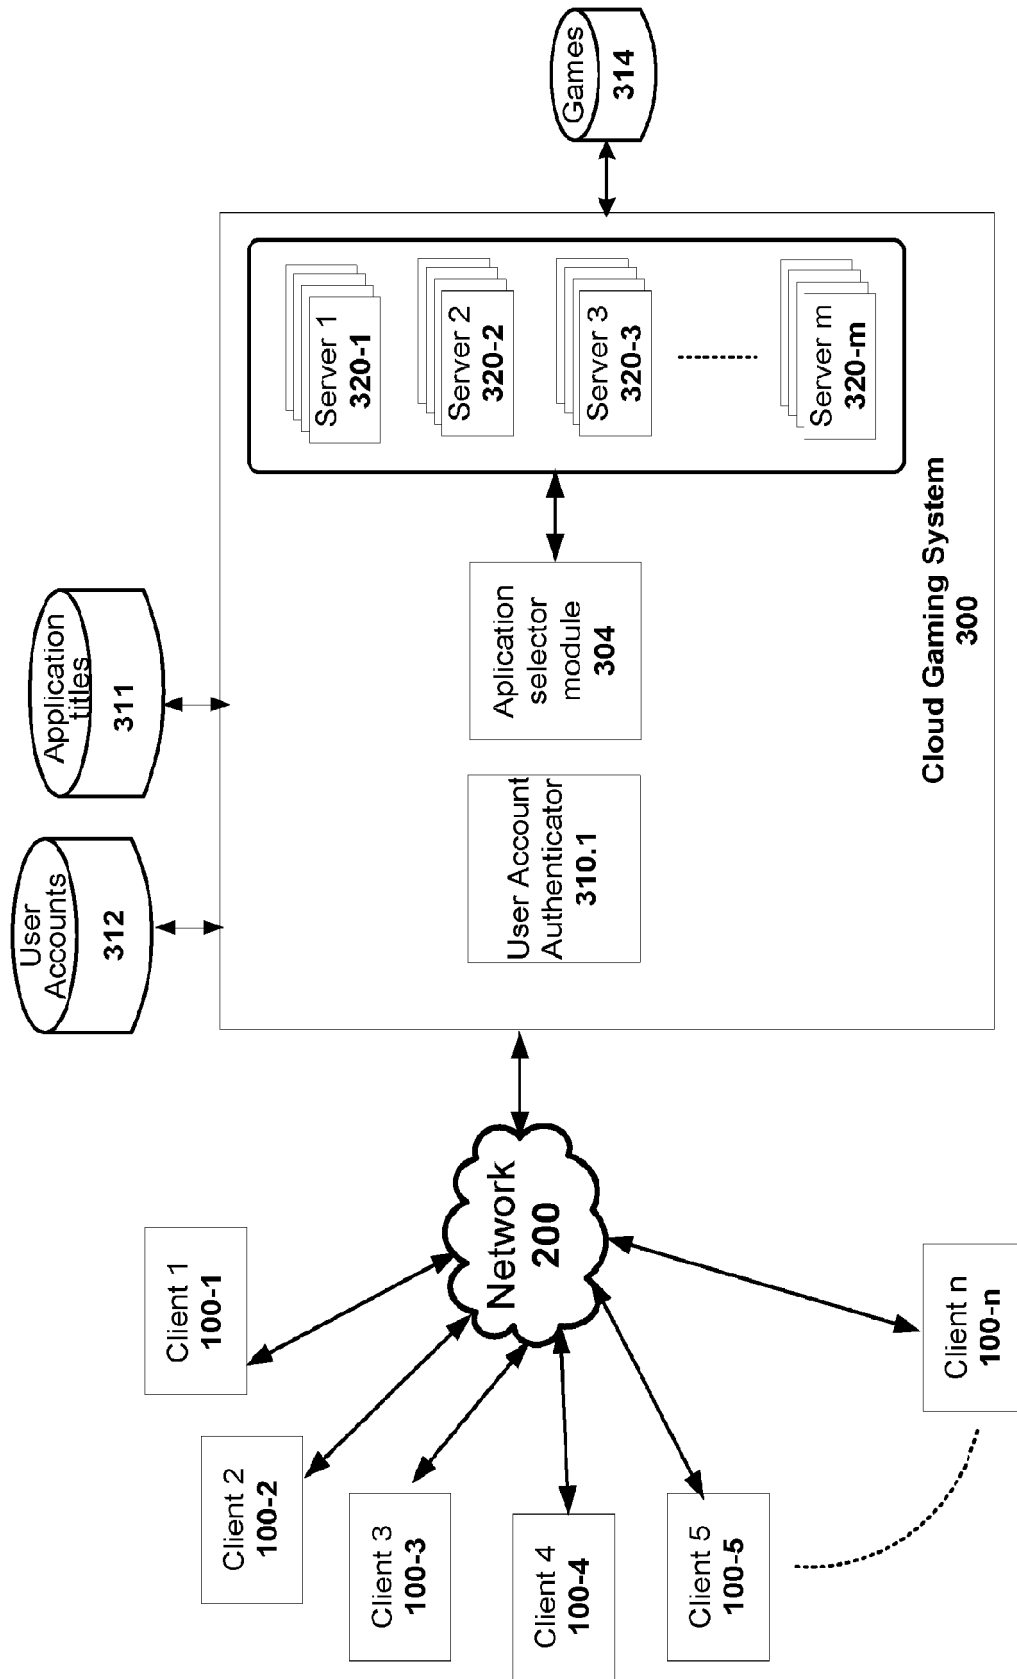 Client 1
100-1
Client 2
100-2
Client 3
100-3
Client 4
100-4
Client 5
100-5
Client n
100-n
Network
200
User
Accounts
312
Application
titles
311
User Account
Authenticator
310.1
Aplication
selector
module
304
Server 1
320-1
Server 2
320-2
Server 3
320-3
Server m
320-m
Cloud Gaming System
300
Games
314